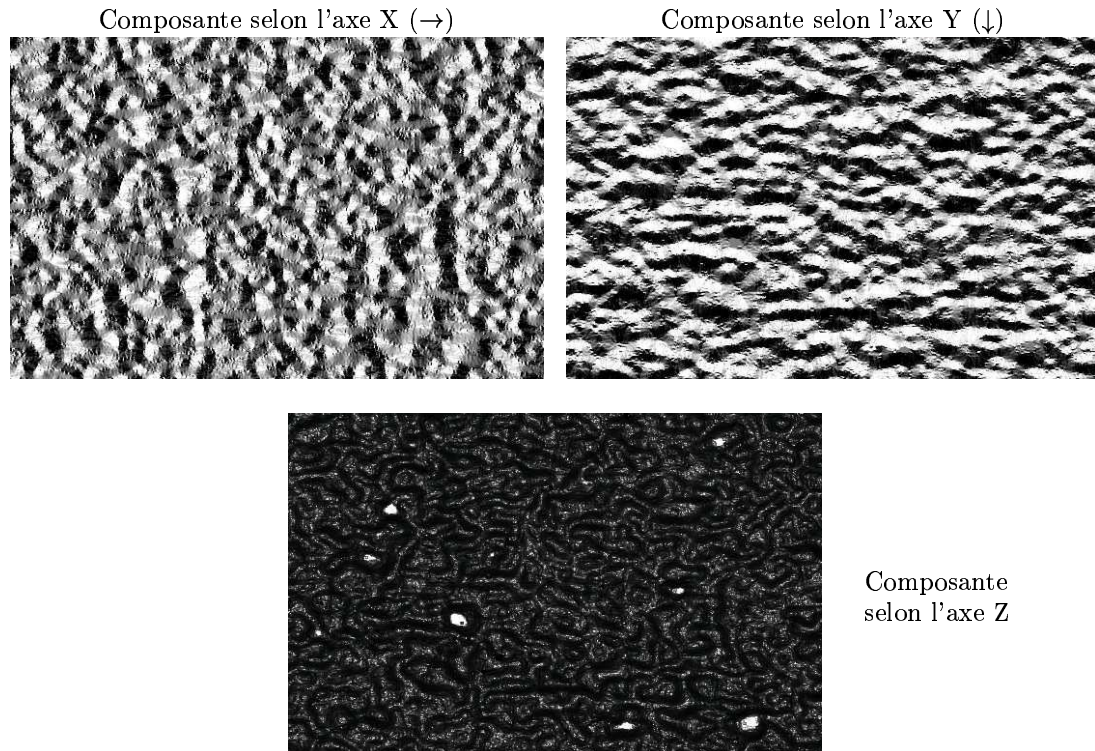 Composante selon l'axe X (→)
Composante selon l'axe Y (↓)
Composante
selon l'axe Z